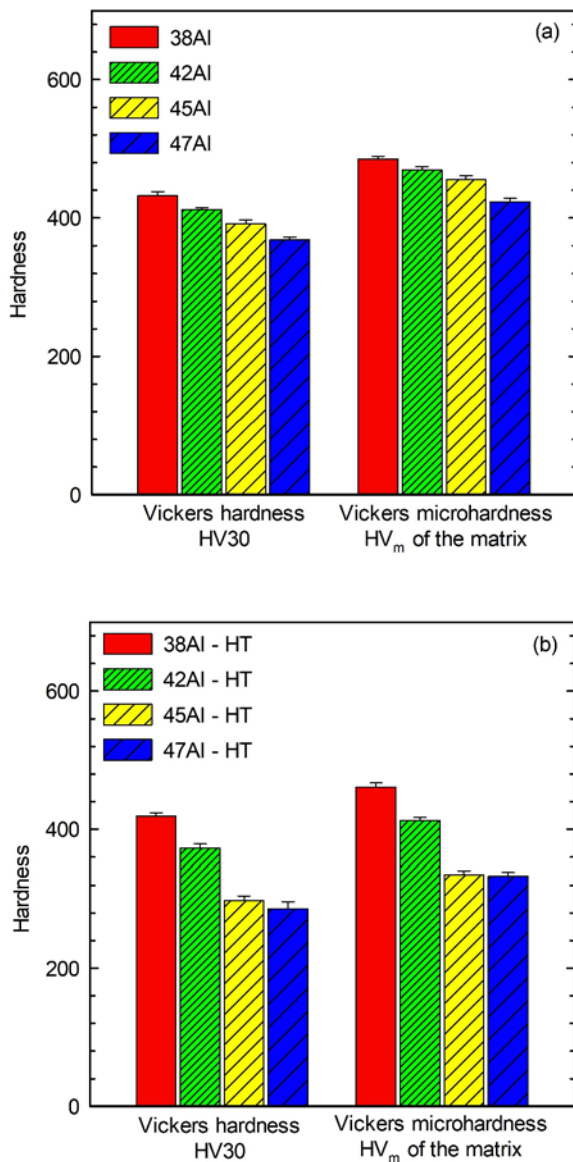 (a)
38Al
42Al
45Al
47Al
600
400
200
0
Hardness
Vickers hardness
HV30
Vickers microhardness
HVₘ of the matrix
(b)
38Al - HT
42Al - HT
45Al - HT
47Al - HT
600
400
200
0
Hardness
Vickers hardness
HV30
Vickers microhardness
HVₘ of the matrix